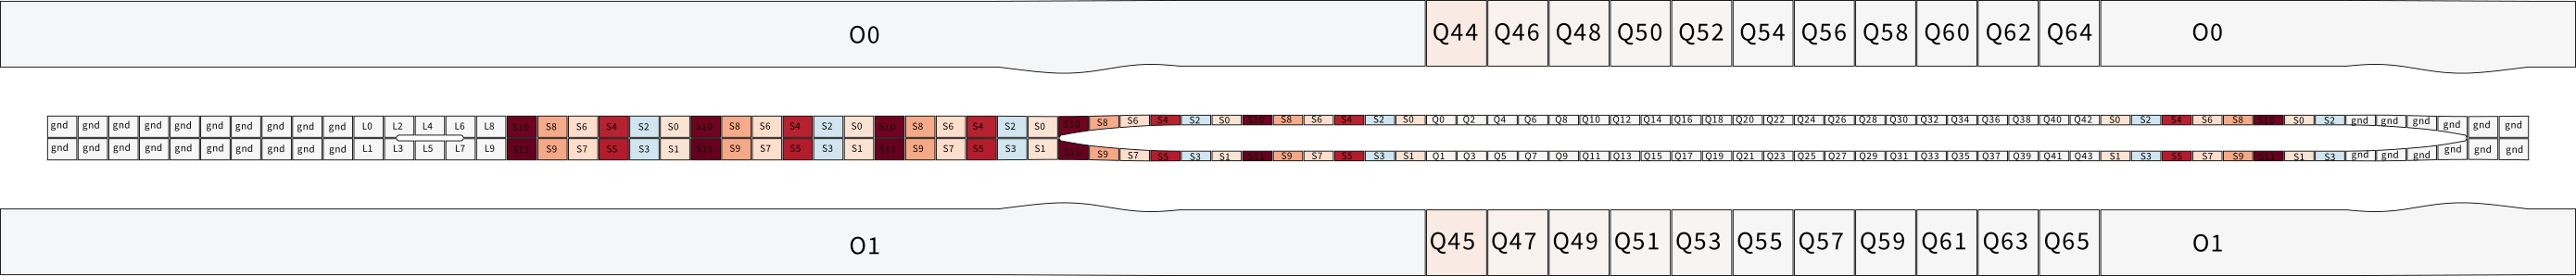 O0 Q44 Q46 Q48 Q50 Q52 Q54 Q56 Q58 Q60 Q62 Q64 O0
gnd gnd gnd gnd gnd gnd gnd gnd gnd gnd L0 L2 L4 L6 L8 S10 S8 S6 S4 S2 S0 S10 S8 S6 S4 S2 S0 S10 S8 S6 S4 S2 S0 S10 S8 S6 S4 S2 S0 S10 S8 S6 S4 S2 S0 Q0 Q2 Q4 Q6 Q8 Q10 Q12 Q14 Q16 Q18 Q20 Q22 Q24 Q26 Q28 Q30 Q32 Q34 Q36 Q38 Q40 Q42 S0 S2 S4 S6 S8 S10 S0 S2 gnd gnd gnd gnd gnd gnd
gnd gnd gnd gnd gnd gnd gnd gnd gnd gnd L1 L3 L5 L7 L9 S11 S9 S7 S5 S3 S1 S11 S9 S7 S5 S3 S1 S11 S9 S7 S5 S3 S1 S11 S9 S7 S5 S3 S1 S11 S9 S7 S5 S3 S1 Q1 Q3 Q5 Q7 Q9 Q11 Q13 Q15 Q17 Q19 Q21 Q23 Q25 Q27 Q29 Q31 Q33 Q35 Q37 Q39 Q41 Q43 S1 S3 S5 S7 S9 S11 S1 S3 gnd gnd gnd gnd gnd gnd
O1 Q45 Q47 Q49 Q51 Q53 Q55 Q57 Q59 Q61 Q63 Q65 O1